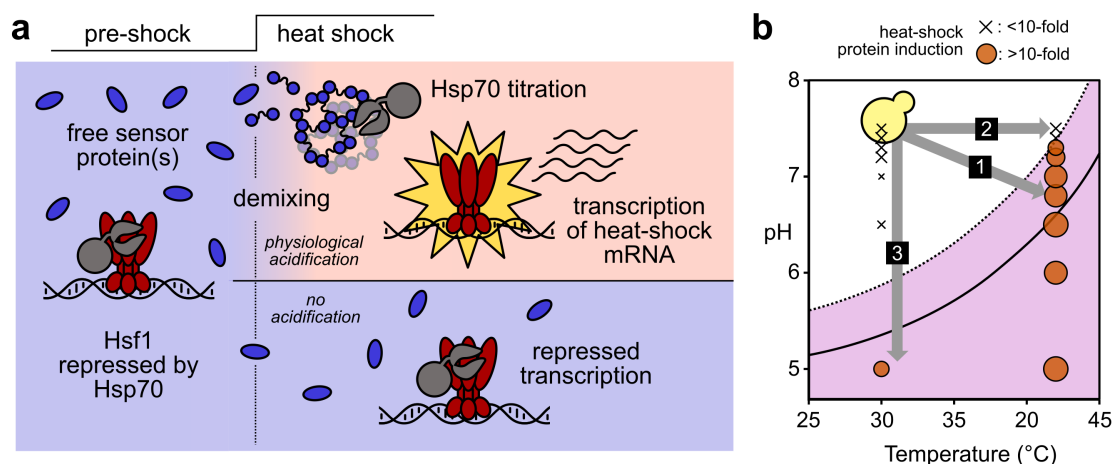 a
pre-shock
heat shock
free sensor
protein(s)
Hsp70 titration
demixing
physiological
acidification
transcription
of heat-shock
mRNA
Hsf1
repressed by
Hsp70
no
acidification
repressed
transcription
b
heat-shock
protein induction
: <10-fold
: >10-fold
8
7
pH
6
5
2
1
3
25
30
35
20
45
Temperature (°C)